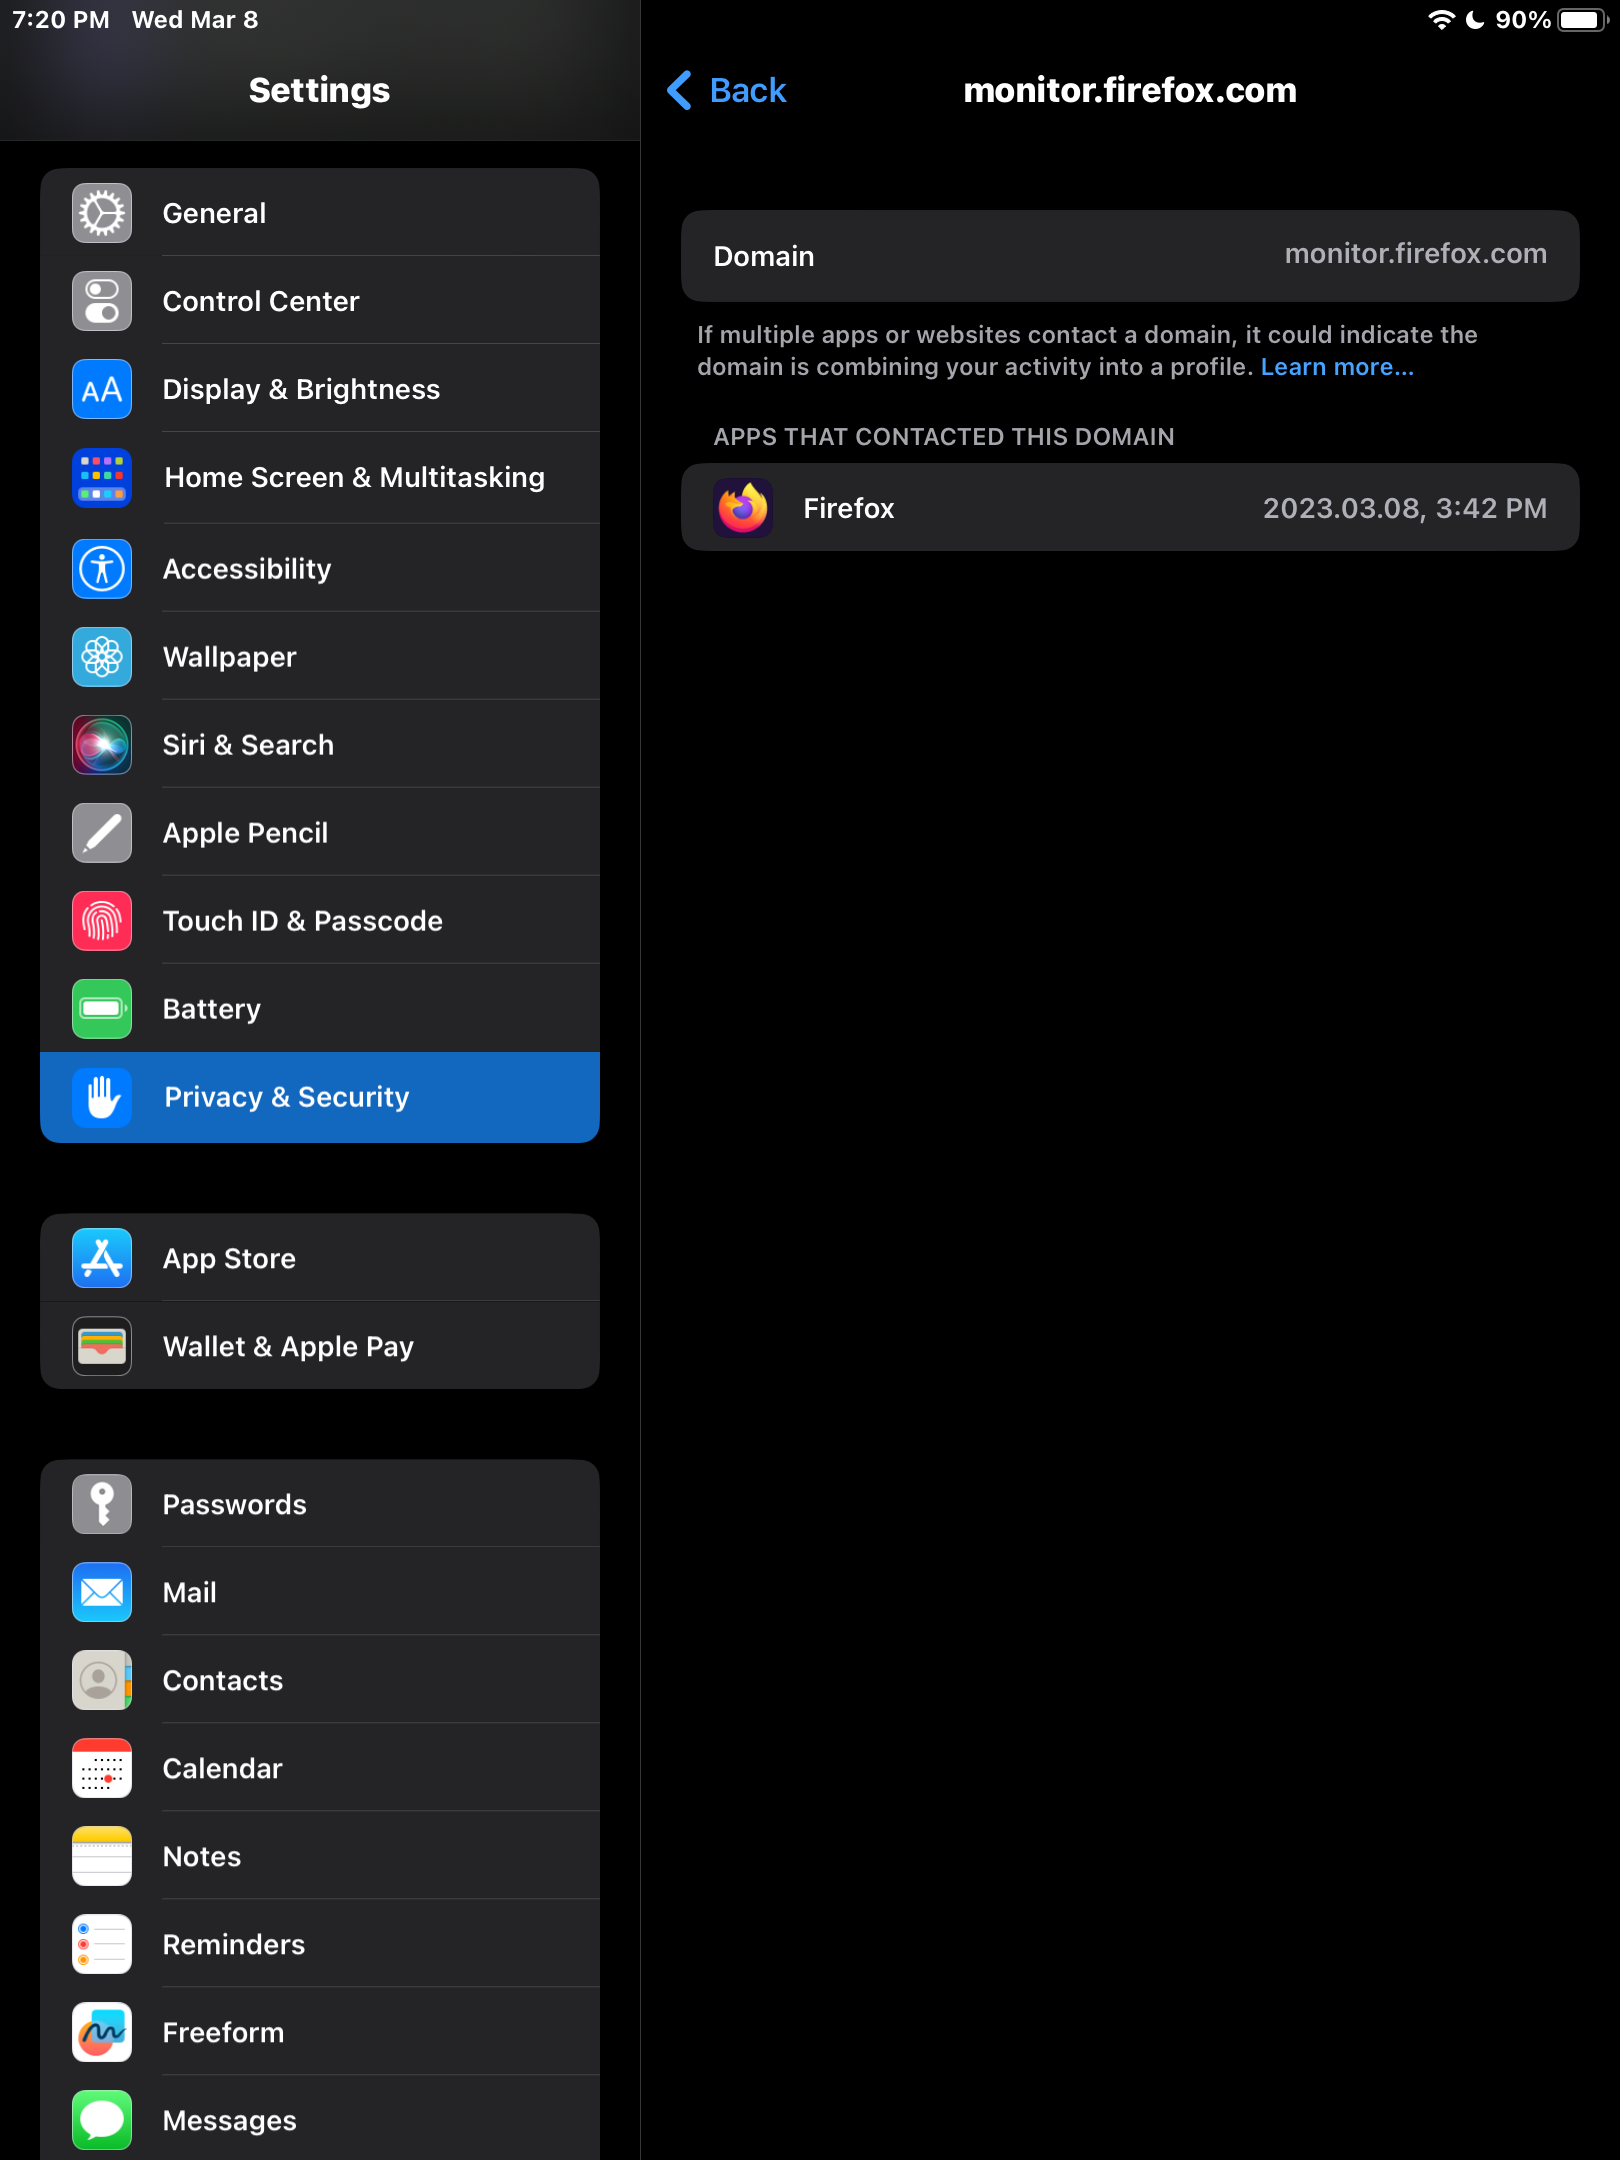 7:20 PM Wed Mar 8
90%
Settings
General
Control Center
AA Display & Brightness
Home Screen & Multitasking
Accessibility
Wallpaper
Siri & Search
Apple Pencil
Touch ID & Passcode
Battery
Privacy & Security
App Store
Wallet & Apple Pay
Passwords
Mail
Contacts
Calendar
Notes
Reminders
Freeform
Messages
Back
monitor.firefox.com
Domain monitor.firefox.com
If multiple apps or websites contact a domain, it could indicate the
domain is combining your activity into a profile. Learn more...
APPS THAT CONTACTED THIS DOMAIN
Firefox 2023.03.08, 3:42 PM